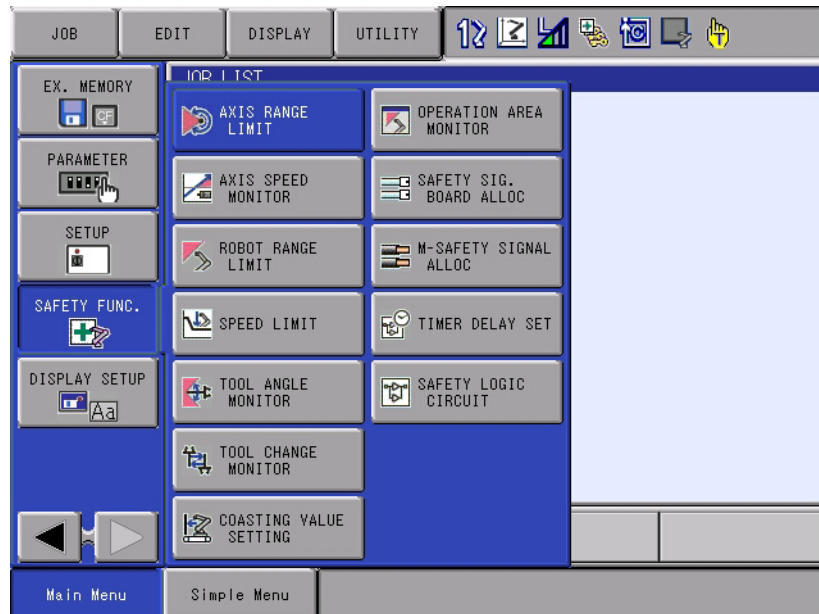 JOB
EDIT
DISPLAY
UTILITY
JOB LIST
EX. MEMORY
CF
PARAMETER
SETUP
SAFETY FUNC.
DISPLAY SETUP
Aa
AXIS RANGE
LIMIT
AXIS SPEED
MONITOR
ROBOT RANGE
LIMIT
SPEED LIMIT
TOOL ANGLE
MONITOR
TOOL CHANGE
MONITOR
COASTING VALUE
SETTING
OPERATION AREA
MONITOR
SAFETY SIG.
BOARD ALLOC
M-SAFETY SIGNAL
ALLOC
TIMER DELAY SET
SAFETY LOGIC
CIRCUIT
Main Menu
Simple Menu